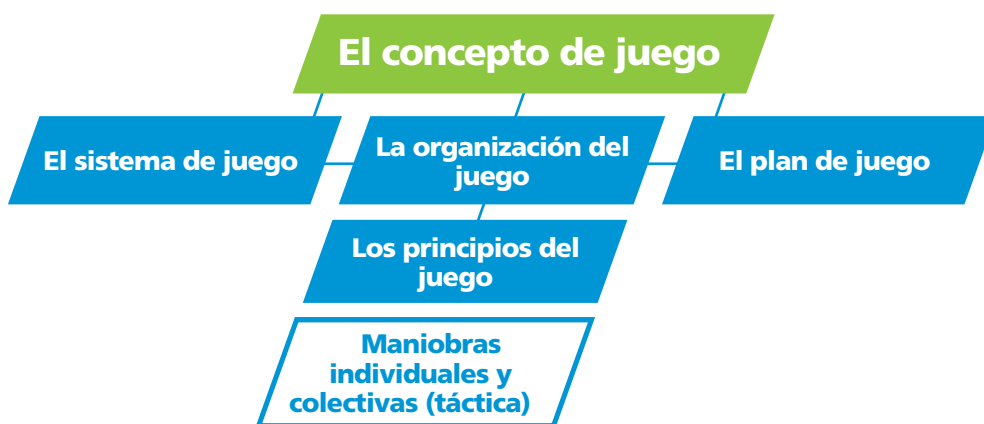 El concepto de juego
El sistema de juego
La organización del
juego
El plan de juego
Los principios del
juego
Maniobras
individuales y
colectivas (táctica)